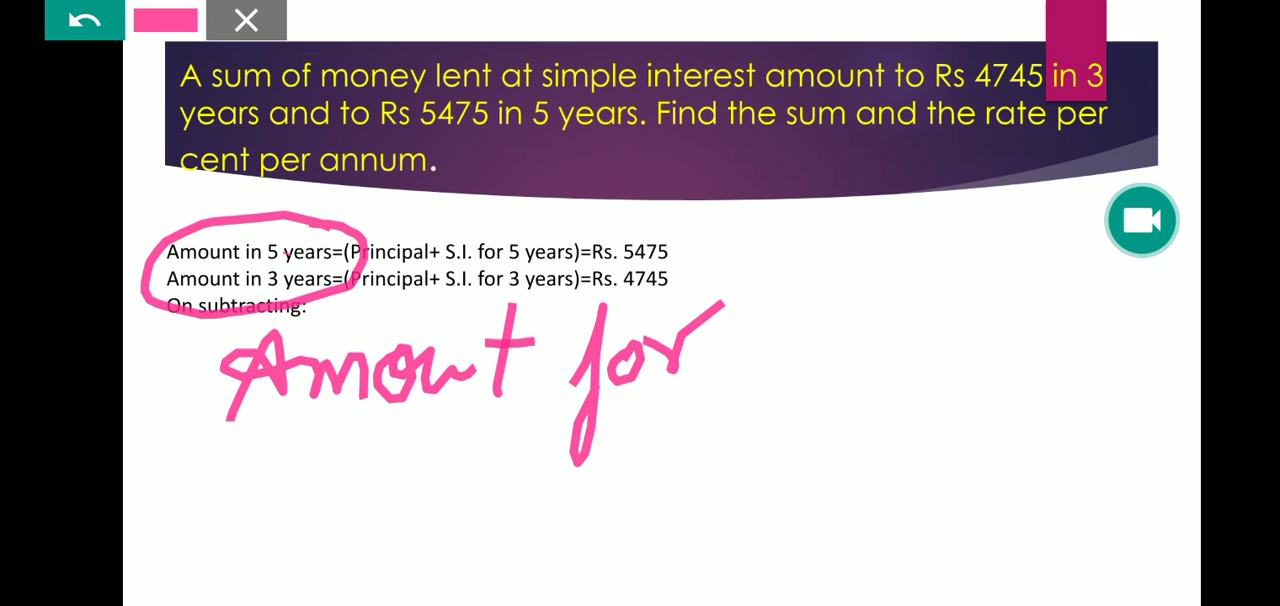 A sum of money lent at simple interest amount to Rs 4745 in 3
years and to Rs 5475 in 5 years. Find the sum and the rate per
cent per annum.
Amount in 5 years=(Principal+ S.I. for 5 years)=Rs. 5475
Amount in 3 years=(Principal+ S.I. for 3 years)=Rs. 4745
On subtracting:
Amount for